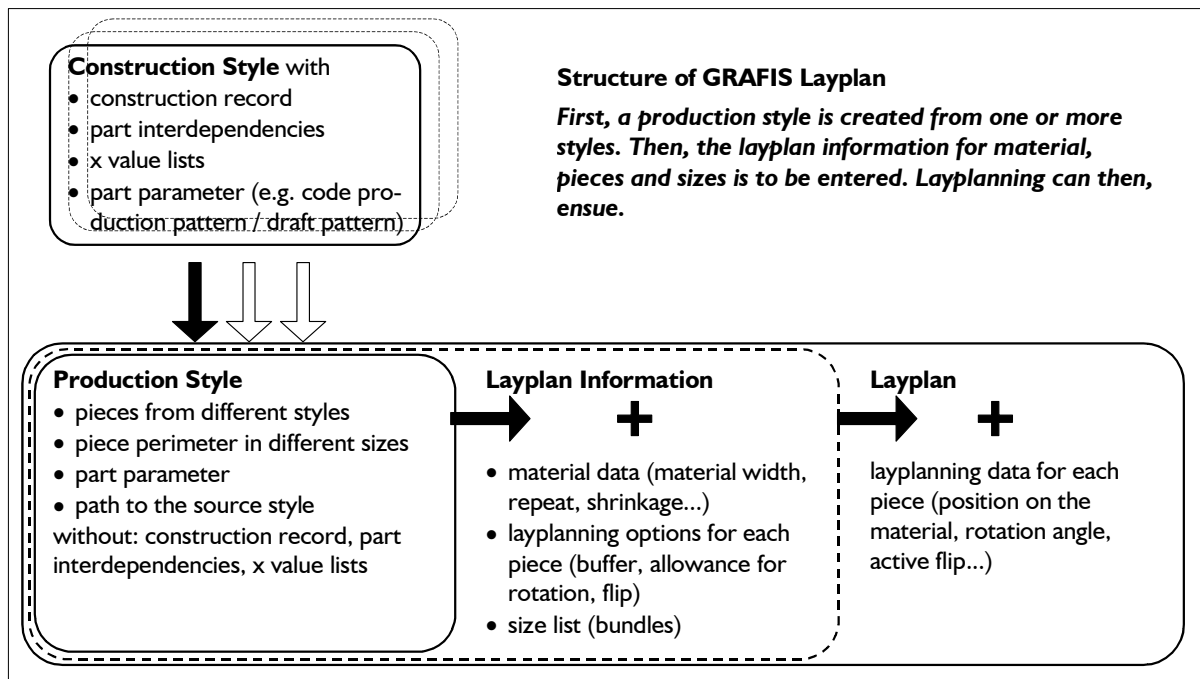 Construction Style with
• construction record
• part interdependencies
• x value lists
• part parameter (e.g. code pro-
duction pattern / draft pattern)
Structure of GRAFIS Layplan
First, a production style is created from one or more
styles. Then, the layplan information for material,
pieces and sizes is to be entered. Layplanning can then,
ensue.
Production Style
• pieces from different styles
• piece perimeter in different sizes
• part parameter
• path to the source style
without: construction record, part
interdependencies, x value lists
Layplan Information
+
• material data (material width,
repeat, shrinkage...)
• layplanning options for each
piece (buffer, allowance for
rotation, flip)
• size list (bundles)
Layplan
+
layplanning data for each
piece (position on the
material, rotation angle,
active flip...)